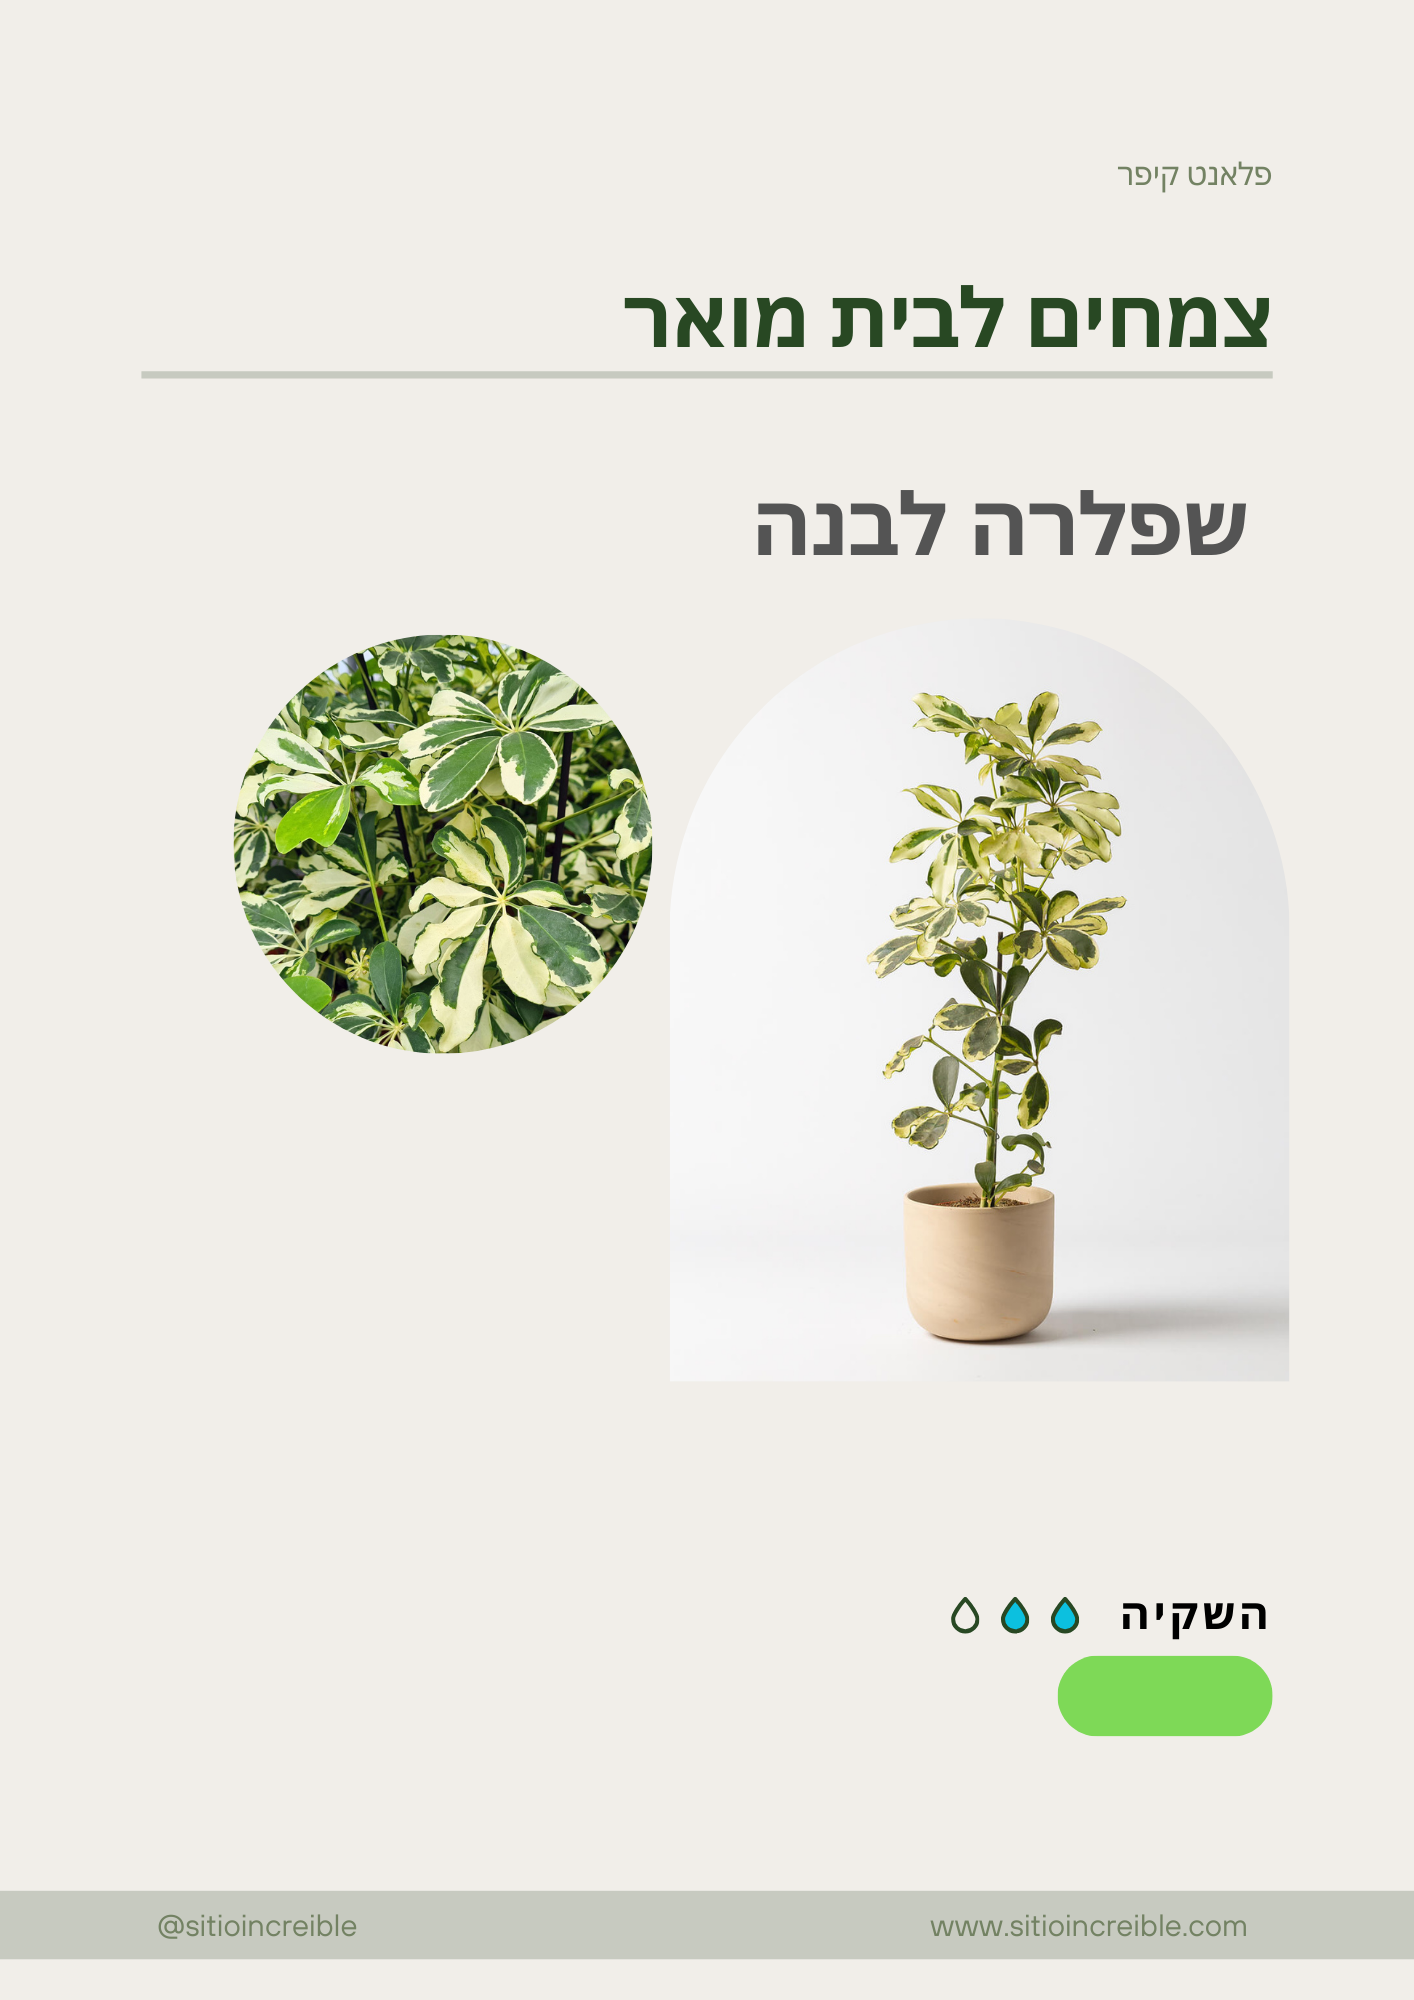 פלאנט קיפר
צמחים לבית מואר
שפלרה לבנה
השקיה
@sitioincreible
www.sitioincreible.com